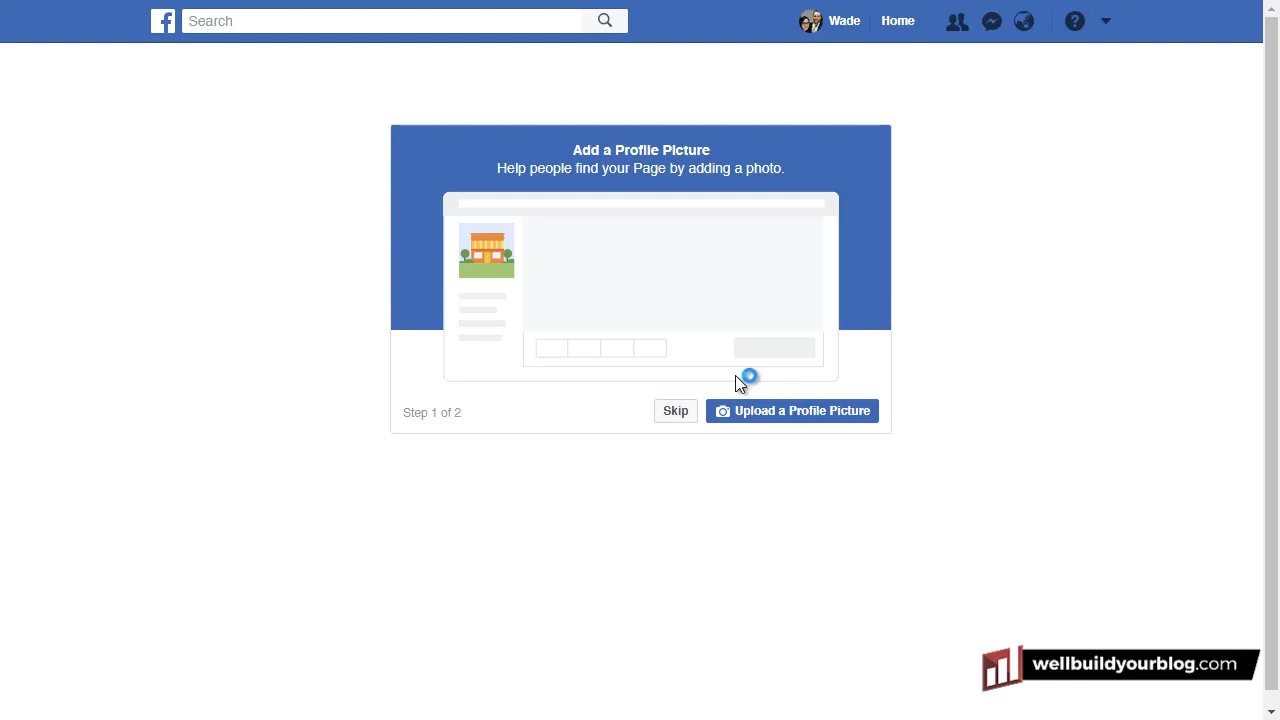 Search
Wade
Home
Add a Profile Picture
Help people find your Page by adding a photo.
Step 1 of 2
Skip
Upload a Profile Picture
wellbuildyourblog.com